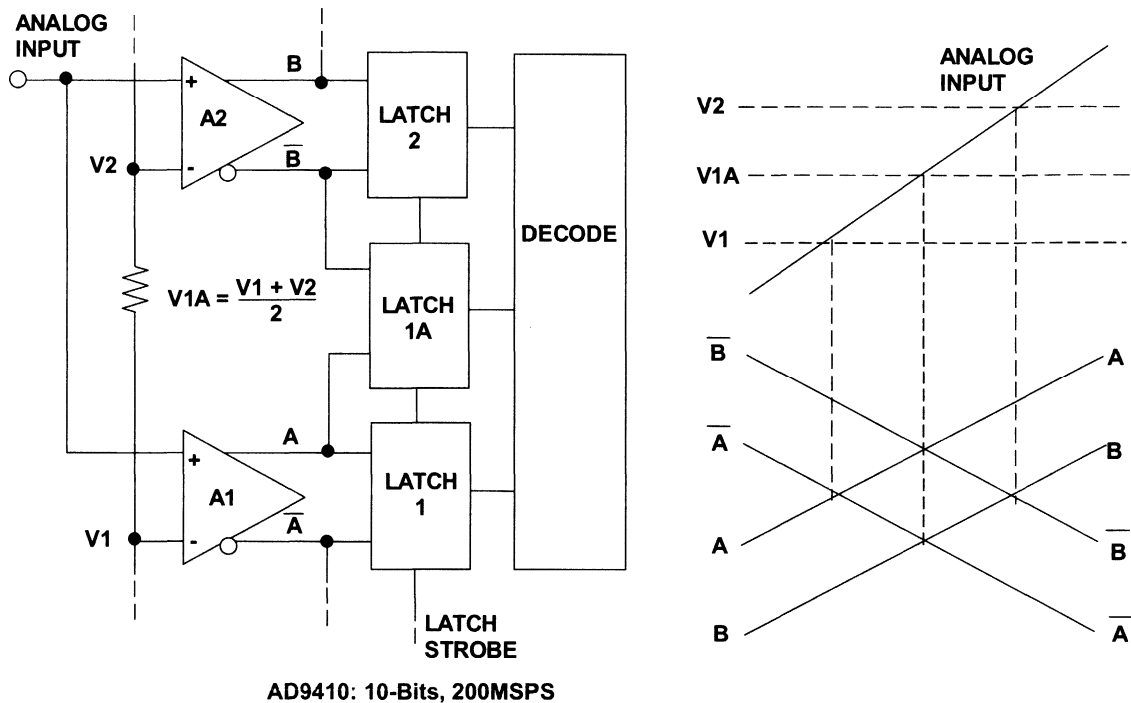 ANALOG
INPUT
B
A2
B̅
V2
+
-
LATCH
2
V1A = V1 + V2
2
LATCH
1A
DECODE
A
A1
A̅
V1
+
-
LATCH
1
LATCH
STROBE
ANALOG
INPUT
V2
V1A
V1
B̅
A
A̅
B
A
B̅
B
A̅
AD9410: 10-Bits, 200MSPS